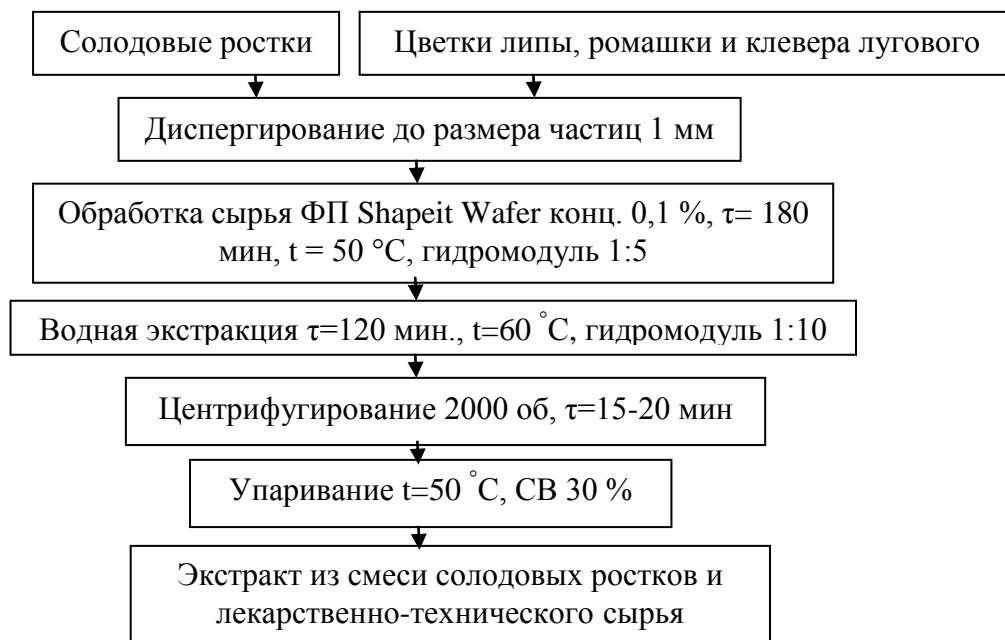 Солодовые ростки
Цветки липы, ромашки и клевера лугового
Диспергирование до размера частиц 1 мм
Обработка сырья ФП Shapeit Wafer конц. 0,1 %, τ= 180
мин, t = 50 °С, гидромодуль 1:5
Водная экстракция τ=120 мин., t=60 °С, гидромодуль 1:10
Центрифугирование 2000 об, τ=15-20 мин
Упаривание t=50 °С, СВ 30 %
Экстракт из смеси солодовых ростков и
лекарственно-технического сырья